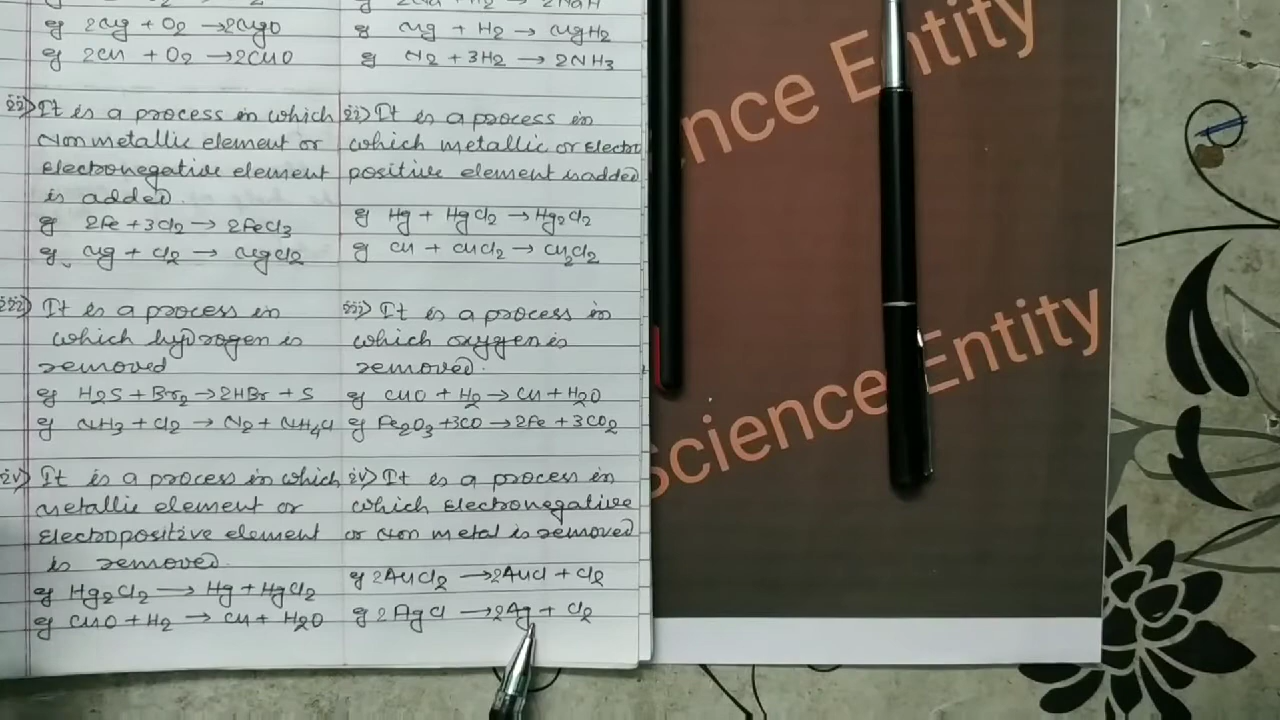 eg 2Mg + O2 → 2MgO
eg 2Cu + O2 → 2CuO
ii) It is a process in which
Nonmetallic element or
Electronegative element
is added.
eg 2Fe + 3Cl2 → 2FeCl3
eg Mg + Cl2 → MgCl2
iii) It is a process in
which hydrogen is
removed
eg H2S + Br2 → 2HBr + S
eg NH3 + Cl2 → N2 + NH4Cl
iv) It is a process in which
Metallic element or
Electropositive element
is removed.
eg Hg2Cl2 → Hg + HgCl2
eg CuO + H2 → Cu + H2O
eg Mg + H2 → MgH2
eg N2 + 3H2 → 2NH3
ii) It is a process in
which metallic or Electro
positive element is added
eg Hg + HgCl2 → Hg2Cl2
eg Cu + CuCl2 → Cu2Cl2
iii) It is a process in
which oxygen is
removed.
eg CuO + H2 → Cu + H2O
eg Fe2O3 + 3CO → 2Fe + 3CO2
iv) It is a process in
which Electronegative
or Non metal is removed
eg 2AuCl2 → 2AuCl + Cl2
eg 2AgCl → 2Ag + Cl2
nce Entity
Science Entity